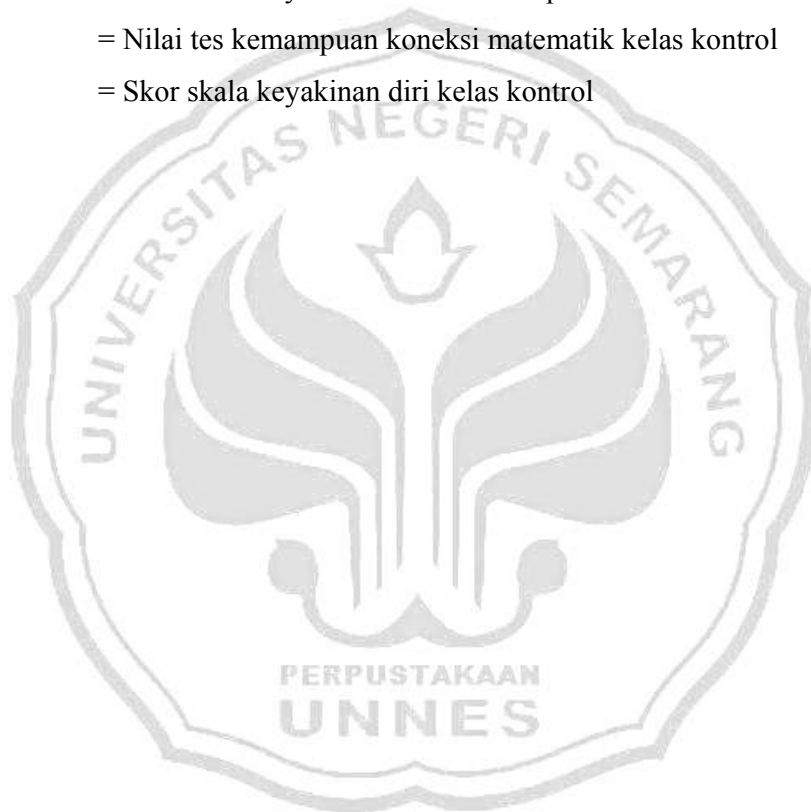 = Nilai tes kemampuan koneksi matematik kelas kontrol
= Skor skala keyakinan diri kelas kontrol
UNIVERSITAS NEGERI SEMARANG
PERPUSTAKAAN
UNNES